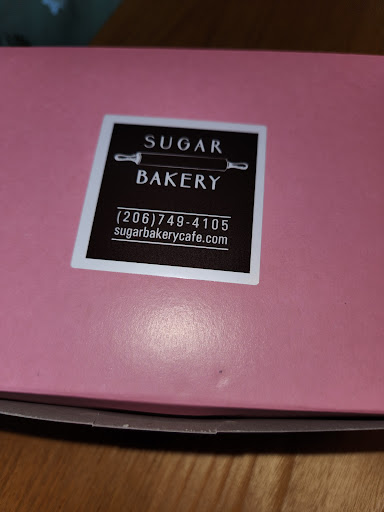 SUGAR
BAKERY
(206)749-4105
sugarbakerycafe.com